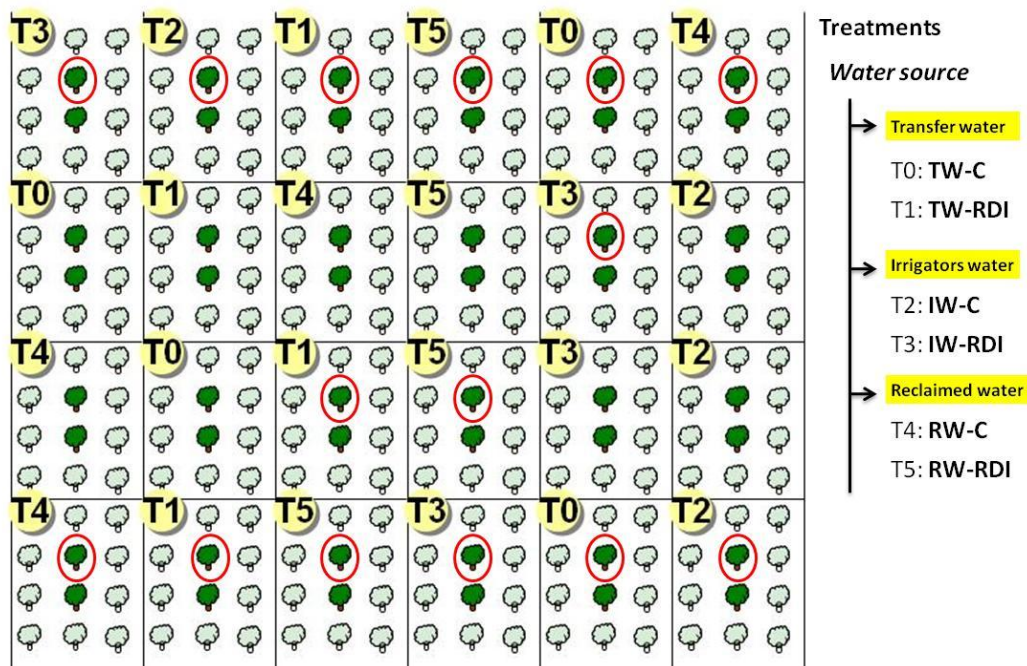 T3 T2 T1 T5 T0 T4
T0 T1 T4 T5 T3 T2
T4 T0 T1 T5 T3 T2
T4 T1 T5 T3 T0 T2
Treatments
Water source
Transfer water
T0: TW-C
T1: TW-RDI
Irrigators water
T2: IW-C
T3: IW-RDI
Reclaimed water
T4: RW-C
T5: RW-RDI